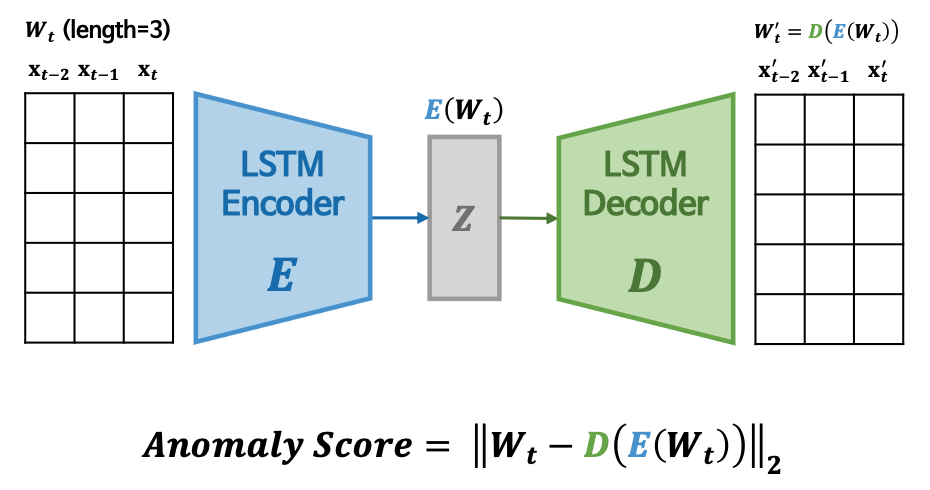 W_t (length=3)
x_{t−2} x_{t−1} x_t
LSTM
Encoder
E
E(W_t)
Z
LSTM
Decoder
D
W′_t = D(E(W_t))
x′_{t−2} x′_{t−1} x′_t
Anomaly Score = ‖W_t − D(E(W_t))‖_2